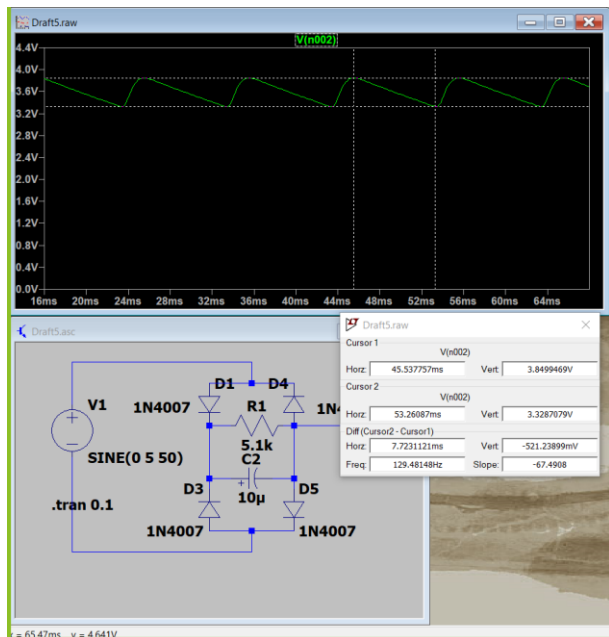 Draft5.raw
V(n002)
4.4V
4.0V
3.6V
3.2V
2.8V
2.4V
2.0V
1.6V
1.2V
0.8V
0.4V
0.0V
16ms 20ms 24ms 28ms 32ms 36ms 40ms 44ms 48ms 52ms 56ms 60ms 64ms
Draft5.asc
V1
SINE(0 5 50)
.tran 0.1
D1 D4
1N4007
R1
5.1k
C2
10µ
D3 D5
1N4007 1N4007
Draft5.raw
Cursor 1
V(n002)
Horz: 45.537757ms Vert: 3.8499469V
Cursor 2
V(n002)
Horz: 53.26087ms Vert: 3.3287079V
Diff (Cursor2 - Cursor1)
Horz: 7.7231121ms Vert: -521.23899mV
Freq: 129.48148Hz Slope: -67.4908
= 65.47ms y = 4.641V